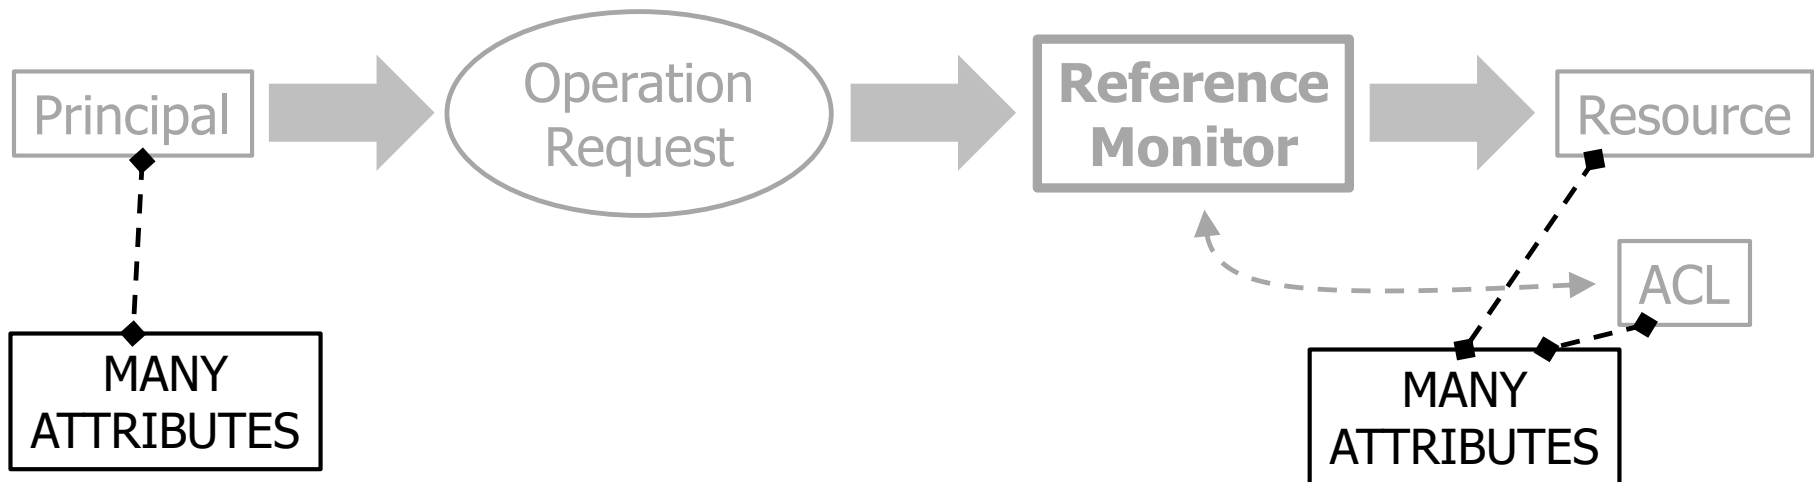 Principal
Operation
Request
Reference
Monitor
Resource
ACL
MANY
ATTRIBUTES
MANY
ATTRIBUTES